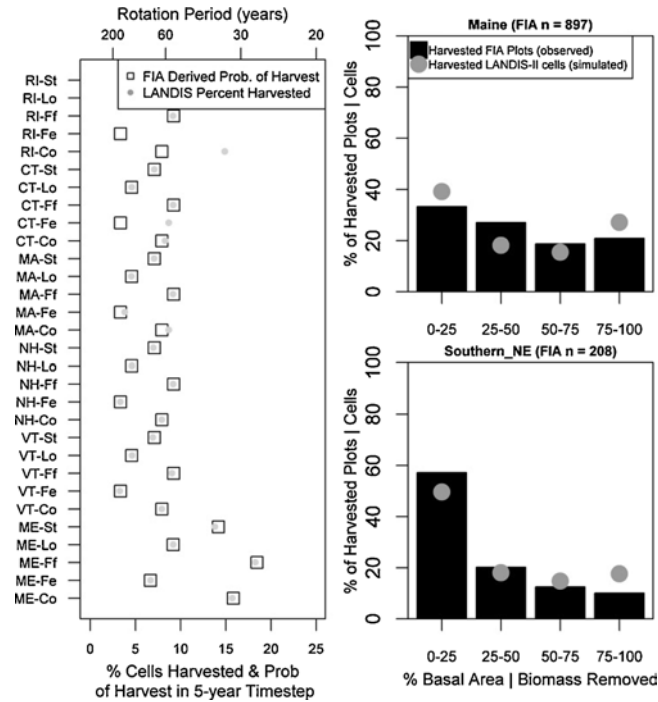 Rotation Period (years)
200 60 30 20
□ FIA Derived Prob. of Harvest
● LANDIS Percent Harvested
RI-St
RI-Lo
RI-Ff
RI-Fe
RI-Co
CT-St
CT-Lo
CT-Ff
CT-Fe
CT-Co
MA-St
MA-Lo
MA-Ff
MA-Fe
MA-Co
NH-St
NH-Lo
NH-Ff
NH-Fe
NH-Co
VT-St
VT-Lo
VT-Ff
VT-Fe
VT-Co
ME-St
ME-Lo
ME-Ff
ME-Fe
ME-Co
0 5 10 15 20 25
% Cells Harvested & Prob
of Harvest in 5-year Timestep
Maine (FIA n = 897)
Harvested FIA Plots (observed)
Harvested LANDIS-II cells (simulated)
% of Harvested Plots | Cells
100
80
60
40
20
0
0-25 25-50 50-75 75-100
Southern_NE (FIA n = 208)
% of Harvested Plots | Cells
100
80
60
40
20
0
0-25 25-50 50-75 75-100
% Basal Area | Biomass Removed